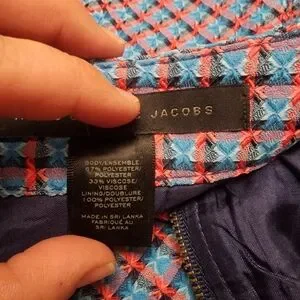 JACOBS
BODY/ENSEMBLE
67% POLYESTER/
POLYESTER
33% VISCOSE/
VISCOSE
LINING/DOUBLURE
100% POLYESTER/
POLYESTER
MADE IN SRI LANKA
FABRIQUÉ AU
SRI LANKA